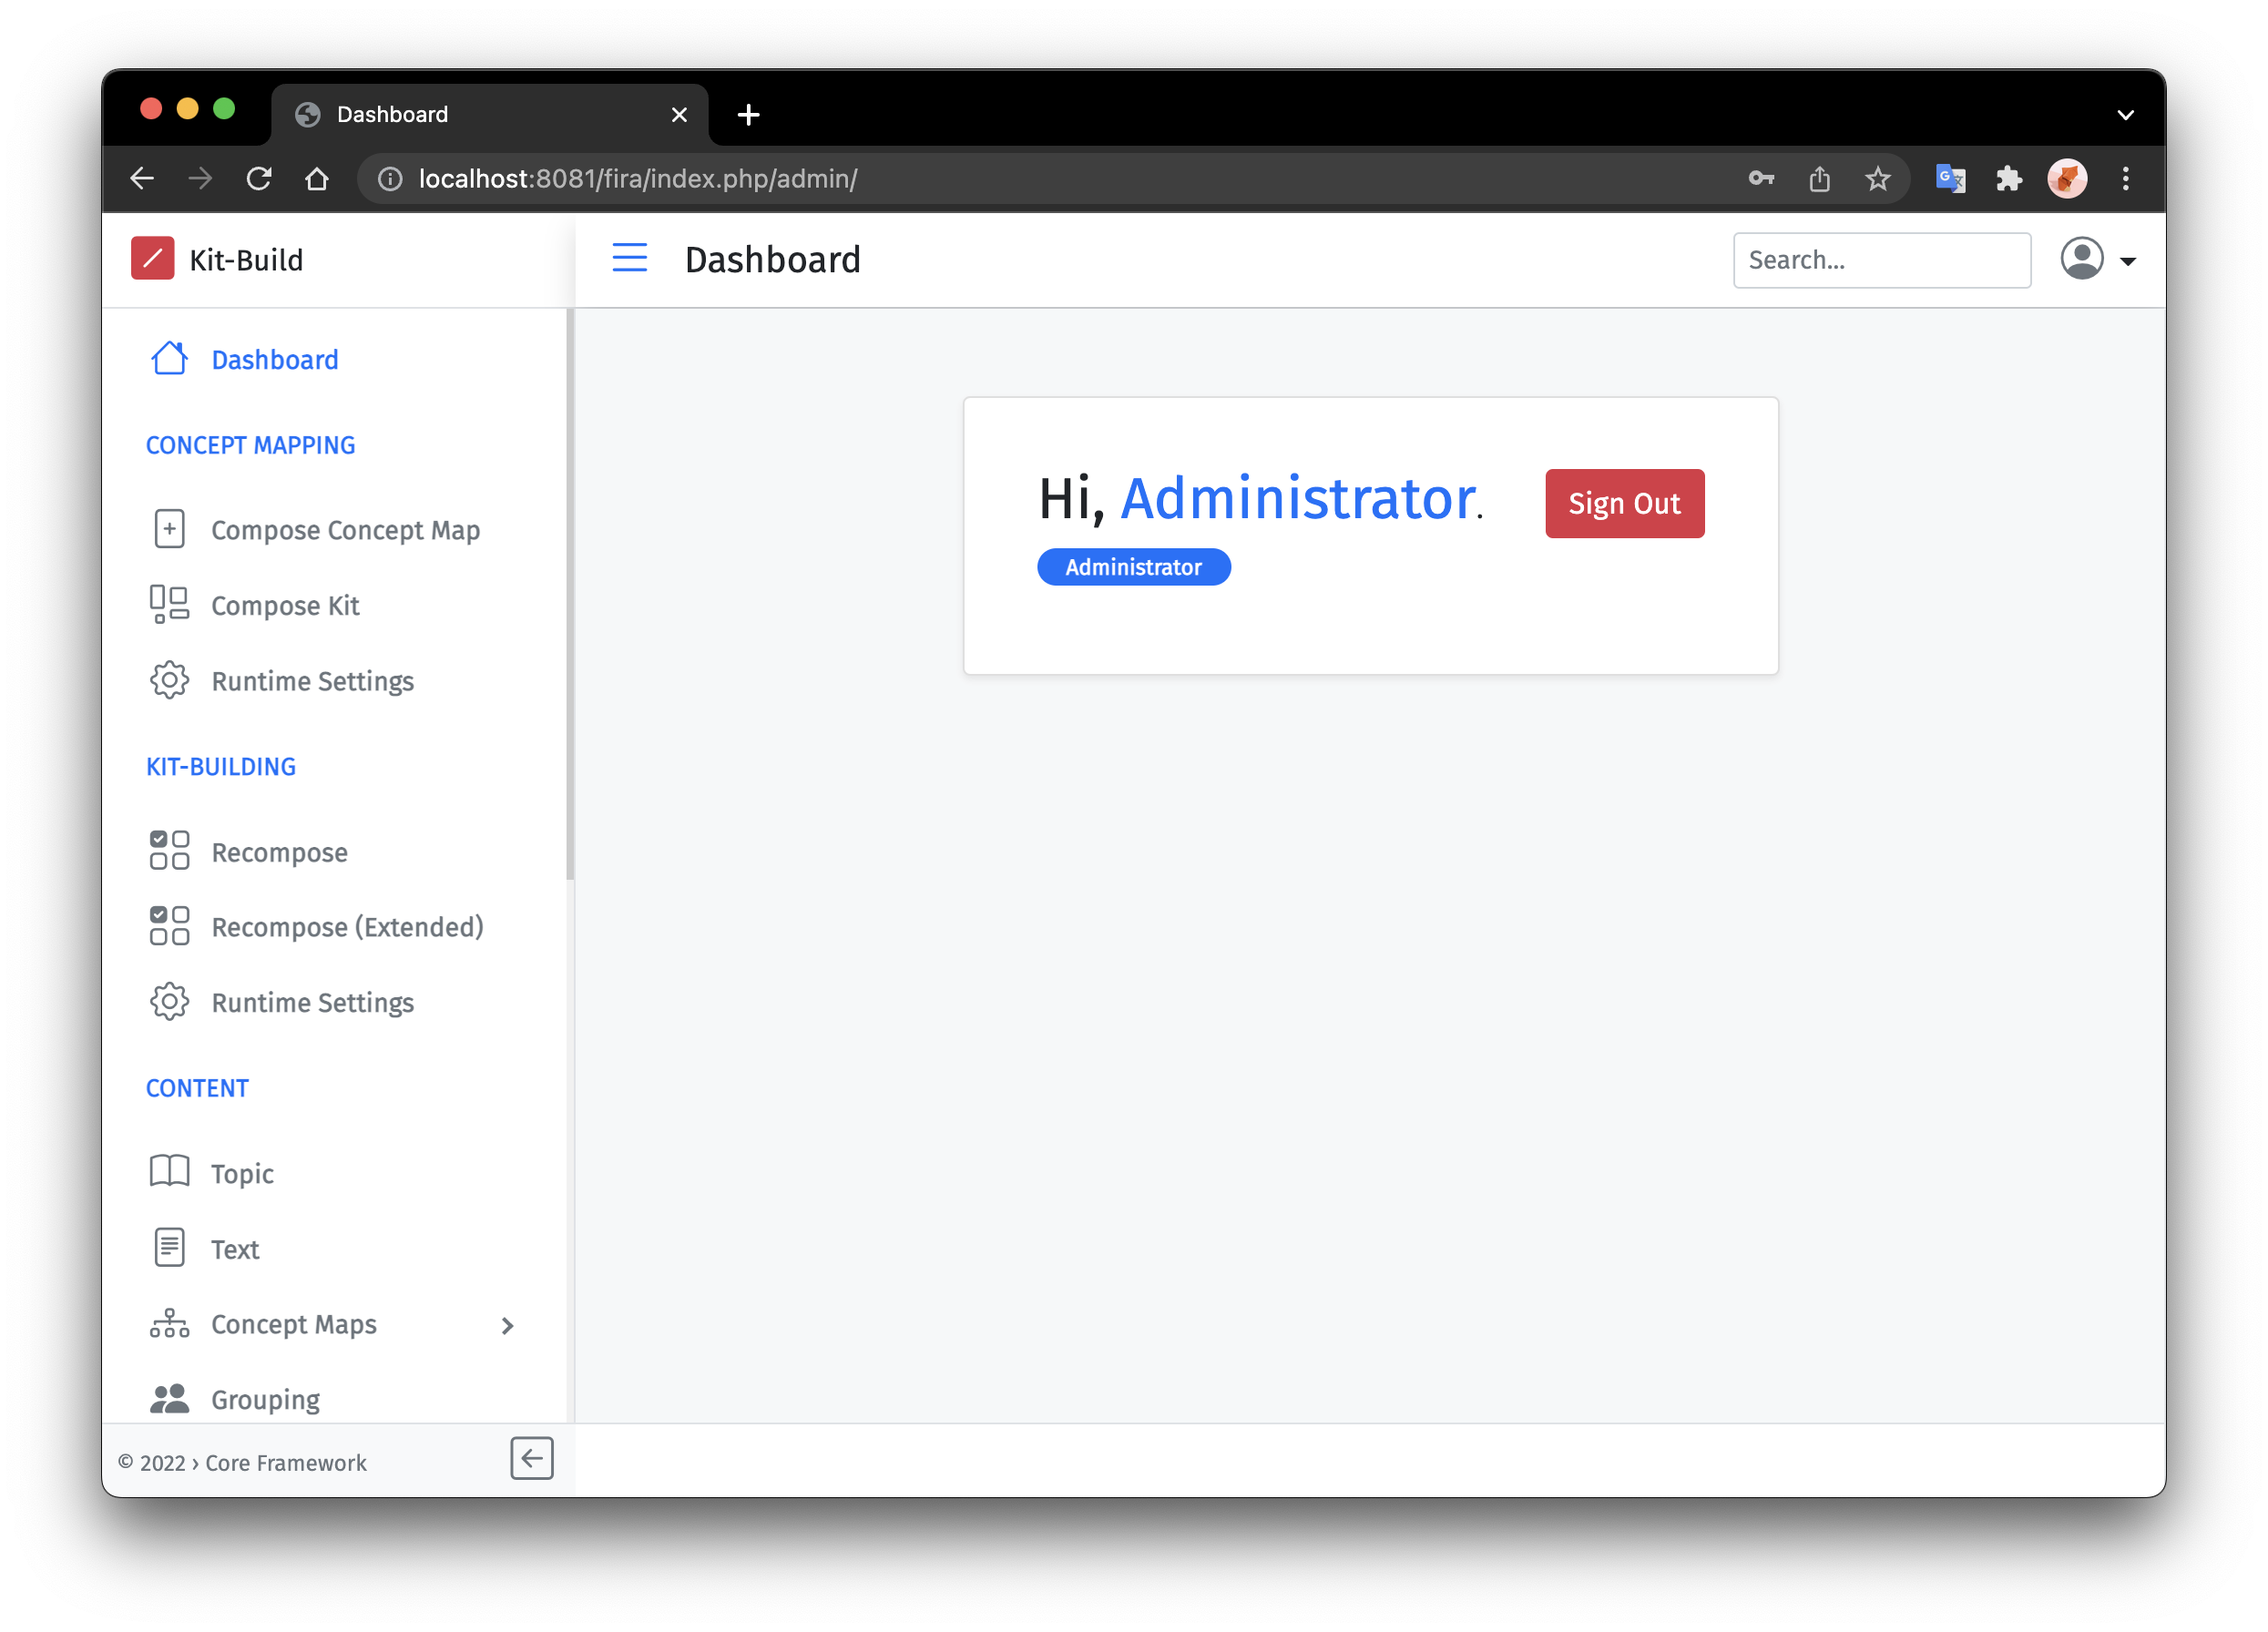 Dashboard
localhost:8081/fira/index.php/admin/
Kit-Build
Dashboard
Search...
Dashboard
CONCEPT MAPPING
Compose Concept Map
Compose Kit
Runtime Settings
KIT-BUILDING
Recompose
Recompose (Extended)
Runtime Settings
CONTENT
Topic
Text
Concept Maps
Grouping
© 2022 › Core Framework
Hi, Administrator.
Sign Out
Administrator